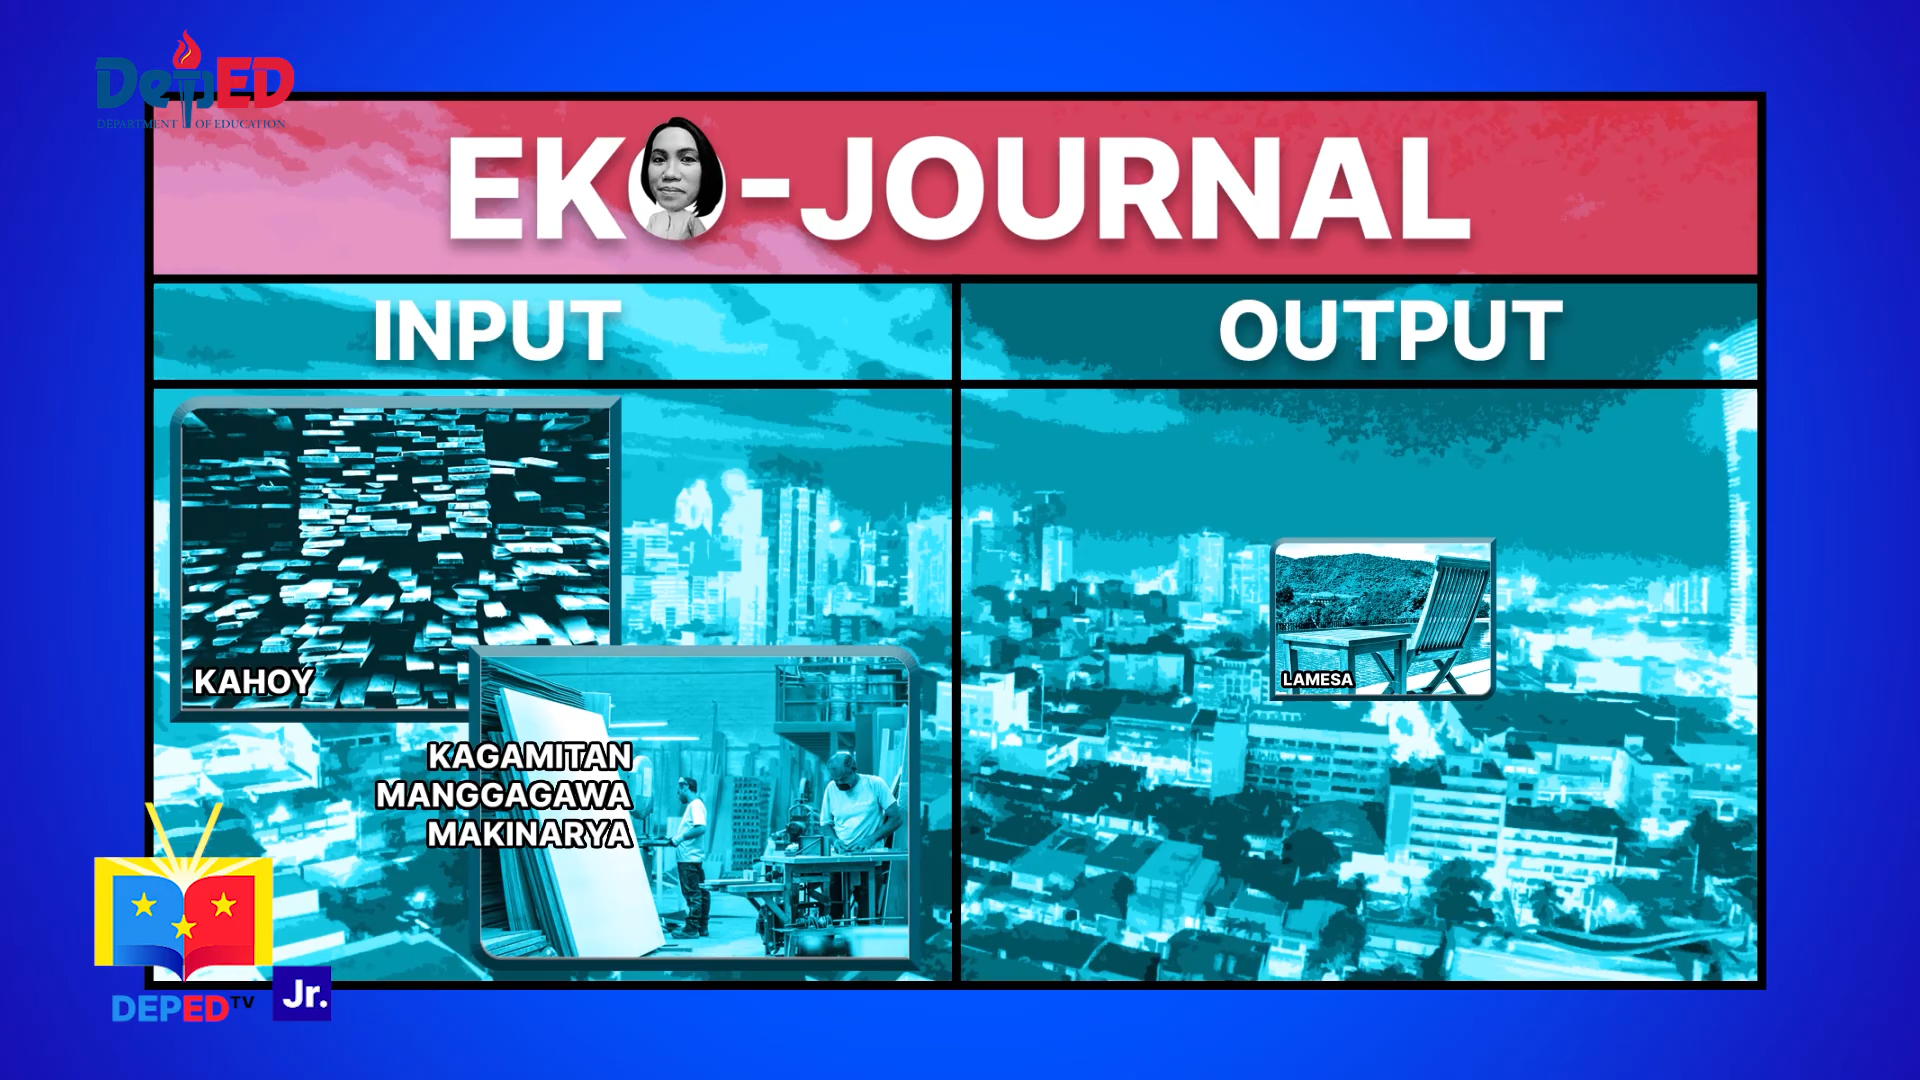 DepED
DEPARTMENT OF EDUCATION
EKO-JOURNAL
INPUT
OUTPUT
KAHOY
KAGAMITAN
MANGGAGAWA
MAKINARYA
LAMESA
DEPED TV
Jr.